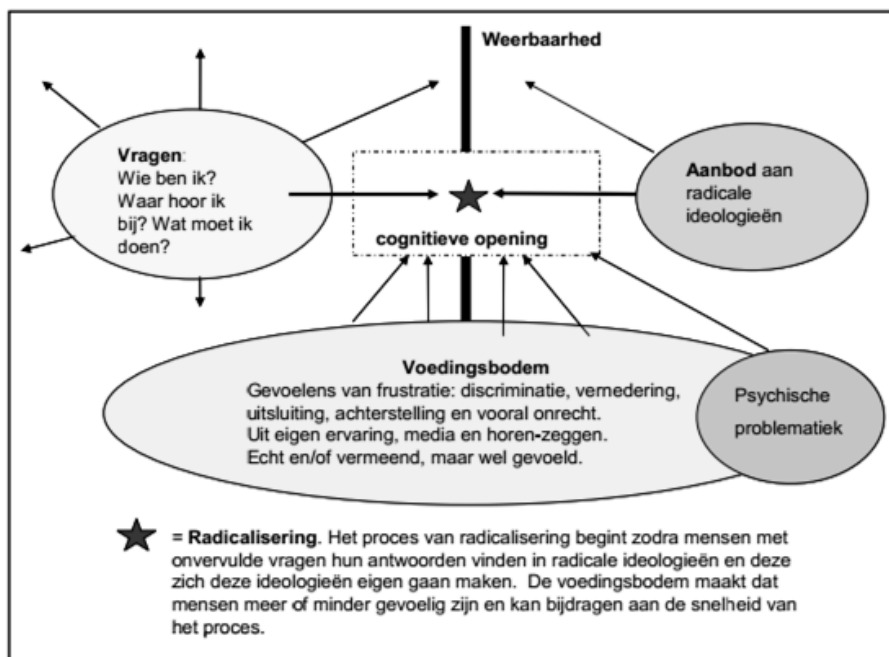 Weerbaarhed
Vragen:
Wie ben ik?
Waar hoor ik
bij? Wat moet ik
doen?
Aanbod aan
radicale
ideologieën
cognitieve opening
Voedingsbodem
Gevoelens van frustratie: discriminatie, vernedering,
uitsluiting, achterstelling en vooral onrecht.
Uit eigen ervaring, media en horen-zeggen.
Echt en/of vermeend, maar wel gevoeld.
Psychische
problematiek
= Radicalisering. Het proces van radicalisering begint zodra mensen met
onvervulde vragen hun antwoorden vinden in radicale ideologieën en deze
zich deze ideologieën eigen gaan maken. De voedingsbodem maakt dat
mensen meer of minder gevoelig zijn en kan bijdragen aan de snelheid van
het proces.